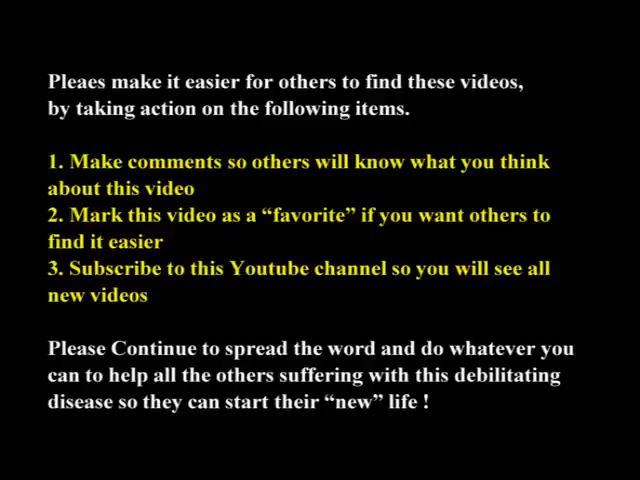 Pleaes make it easier for others to find these videos,
by taking action on the following items.
1. Make comments so others will know what you think
about this video
2. Mark this video as a “favorite” if you want others to
find it easier
3. Subscribe to this Youtube channel so you will see all
new videos
Please Continue to spread the word and do whatever you
can to help all the others suffering with this debilitating
disease so they can start their “new” life !